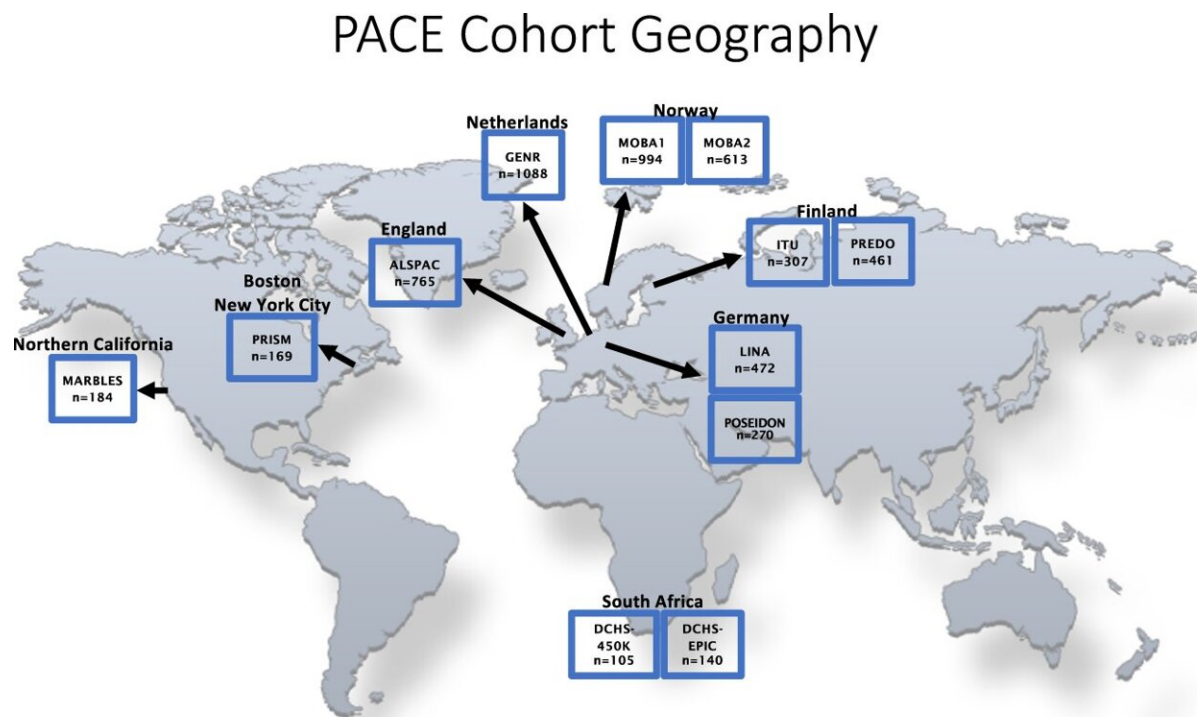 PACE Cohort Geography
Netherlands
GENR
n=1088
Norway
MOBA1
n=994
MOBA2
n=613
England
ALSPAC
n=765
Finland
ITU
n=307
PREDO
n=461
Boston
New York City
PRISM
n=169
Northern California
MARBLES
n=184
Germany
LINA
n=472
POSEIDON
n=270
South Africa
DCHS-
450K
n=105
DCHS-
EPIC
n=140